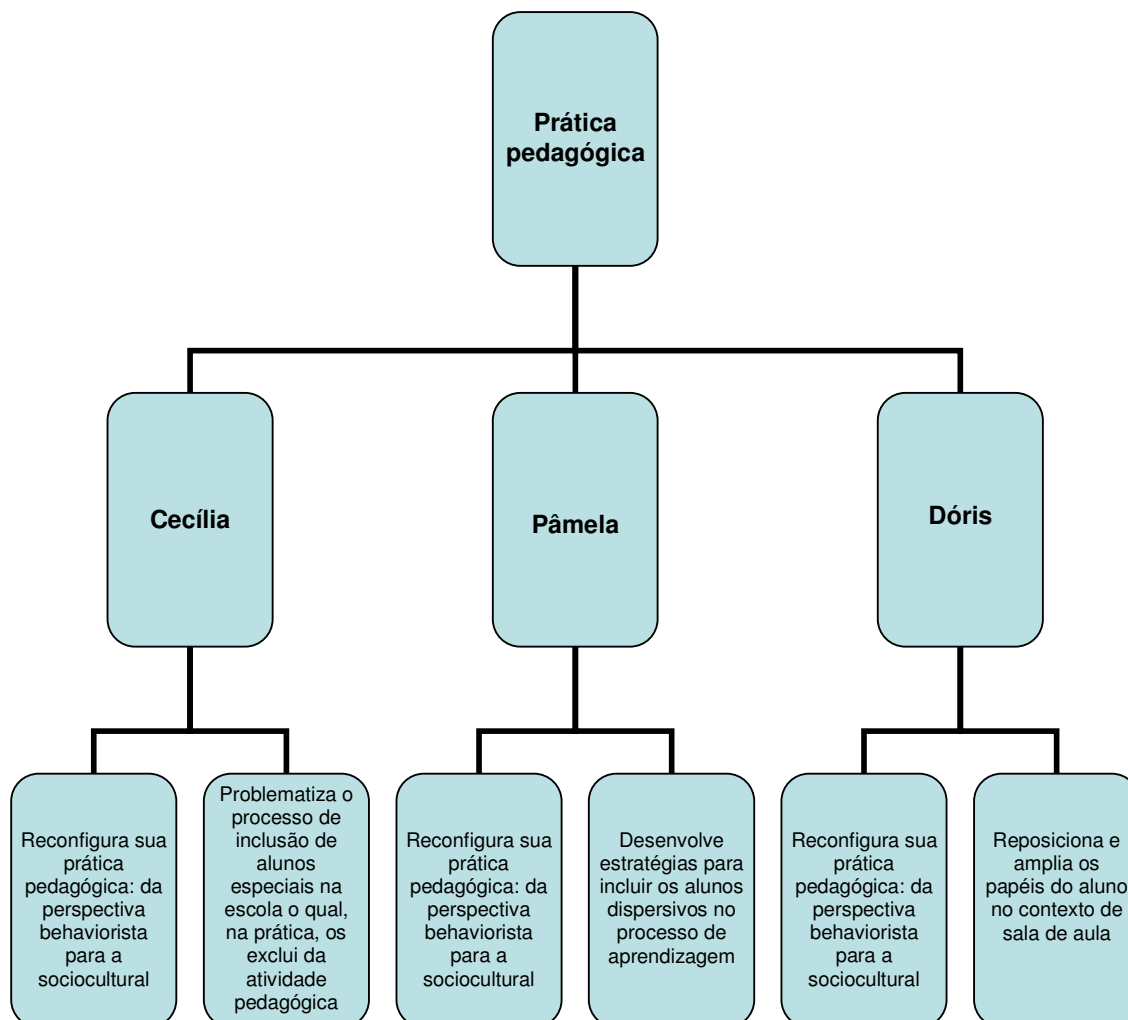 Prática
pedagógica
Cecília
Pâmela
Dóris
Reconfigura sua
prática
pedagógica: da
perspectiva
behaviorista
para a
sociocultural
Problematiza o
processo de
inclusão de
alunos
especiais na
escola o qual,
na prática, os
exclui da
atividade
pedagógica
Reconfigura sua
prática
pedagógica: da
perspectiva
behaviorista
para a
sociocultural
Desenvolve
estratégias para
incluir os alunos
dispersivos no
processo de
aprendizagem
Reconfigura sua
prática
pedagógica: da
perspectiva
behaviorista
para a
sociocultural
Reposiciona e
amplia os
papéis do aluno
no contexto de
sala de aula